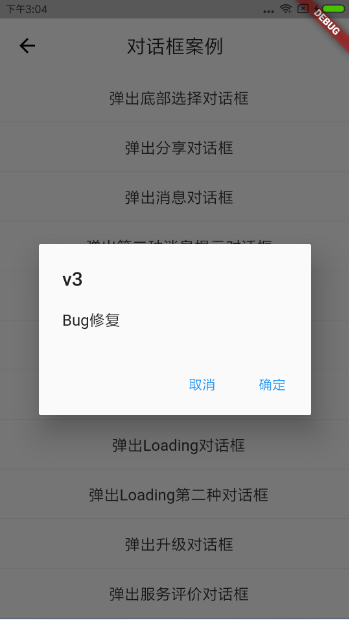 下午3:04
DEBUG
对话框案例
弹出底部选择对话框
弹出分享对话框
弹出消息对话框
v3
Bug修复
取消
确定
弹出Loading对话框
弹出Loading第二种对话框
弹出升级对话框
弹出服务评价对话框